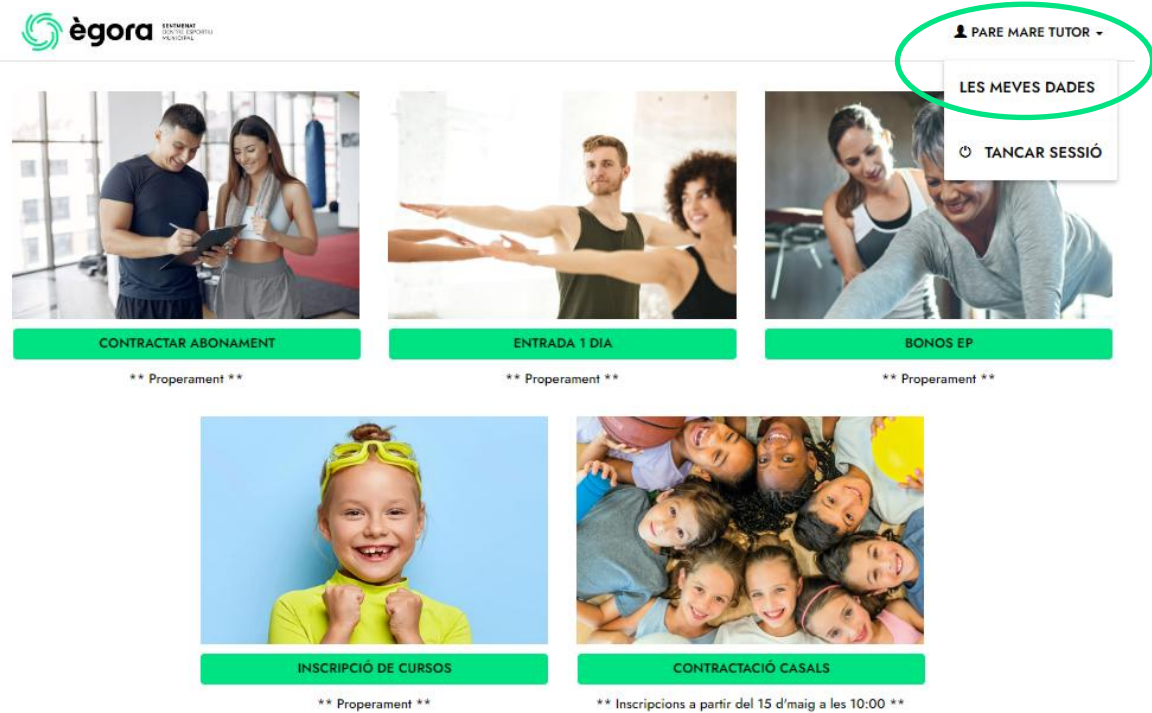 ègora SENTMENAT
CENTRE ESPORTIU
MUNICIPAL
PARE MARE TUTOR
LES MEVES DADES
TANCAR SESSIÓ
CONTRACTAR ABONAMENT
** Properament **
ENTRADA 1 DIA
** Properament **
BONOS EP
** Properament **
INSCRIPCIÓ DE CURSOS
** Properament **
CONTRACTACIÓ CASALS
** Inscripcions a partir del 15 d'maig a les 10:00 **